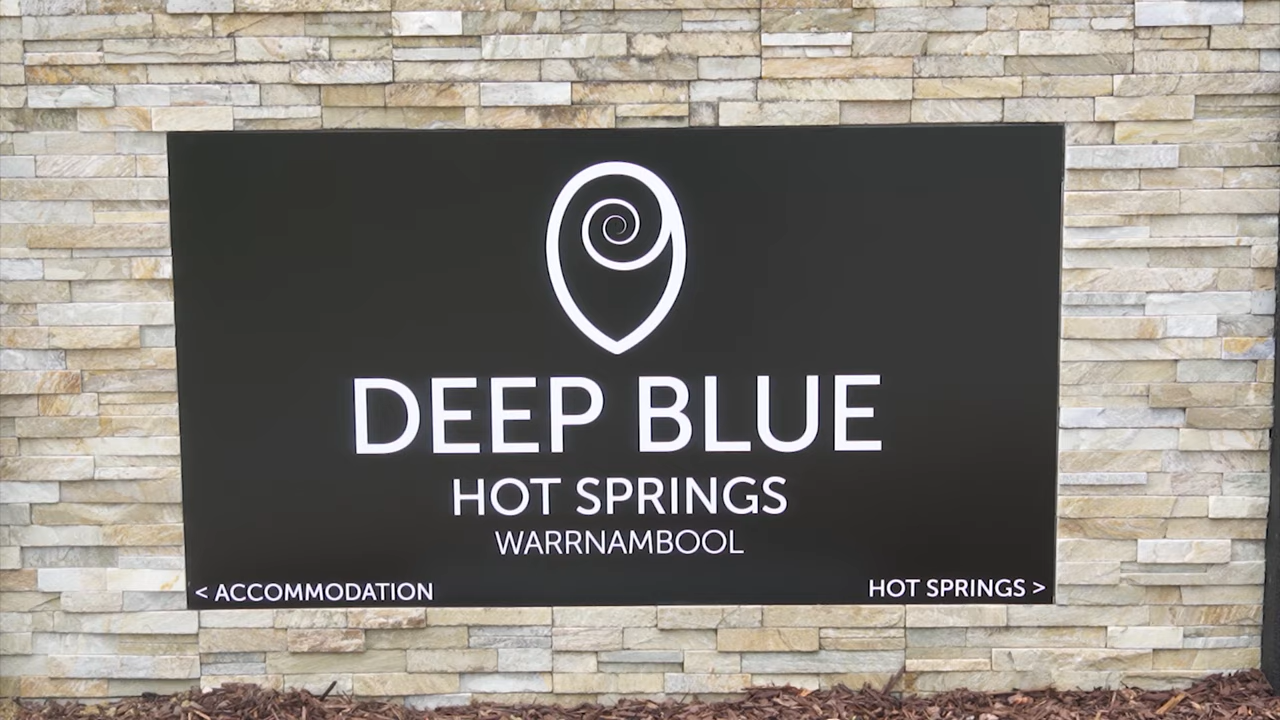 DEEP BLUE
HOT SPRINGS
WARRNAMBOOL
< ACCOMMODATION
HOT SPRINGS >